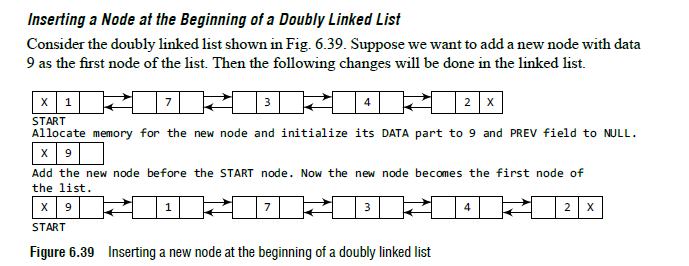 Inserting a Node at the Beginning of a Doubly Linked List
Consider the doubly linked list shown in Fig. 6.39. Suppose we want to add a new node with data
9 as the first node of the list. Then the following changes will be done in the linked list.
X 1 7 3 4 2 X
START
Allocate memory for the new node and initialize its DATA part to 9 and PREV field to NULL.
X 9
Add the new node before the START node. Now the new node becomes the first node of
the list.
X 9 1 7 3 4 2 X
START
Figure 6.39 Inserting a new node at the beginning of a doubly linked list